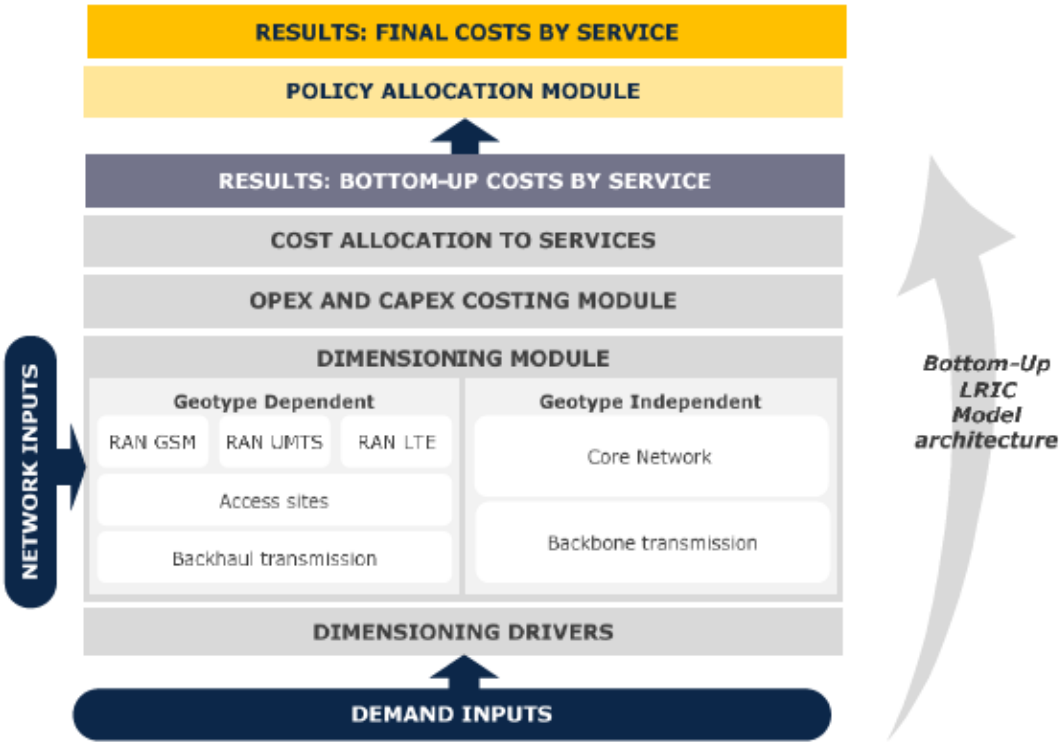 RESULTS: FINAL COSTS BY SERVICE
POLICY ALLOCATION MODULE
RESULTS: BOTTOM-UP COSTS BY SERVICE
COST ALLOCATION TO SERVICES
OPEX AND CAPEX COSTING MODULE
DIMENSIONING MODULE
Geotype Dependent
RAN GSM
RAN UMTS
RAN LTE
Access sites
Backhaul transmission
Geotype Independent
Core Network
Backbone transmission
NETWORK INPUTS
DIMENSIONING DRIVERS
DEMAND INPUTS
Bottom-Up
LRIC
Model
architecture